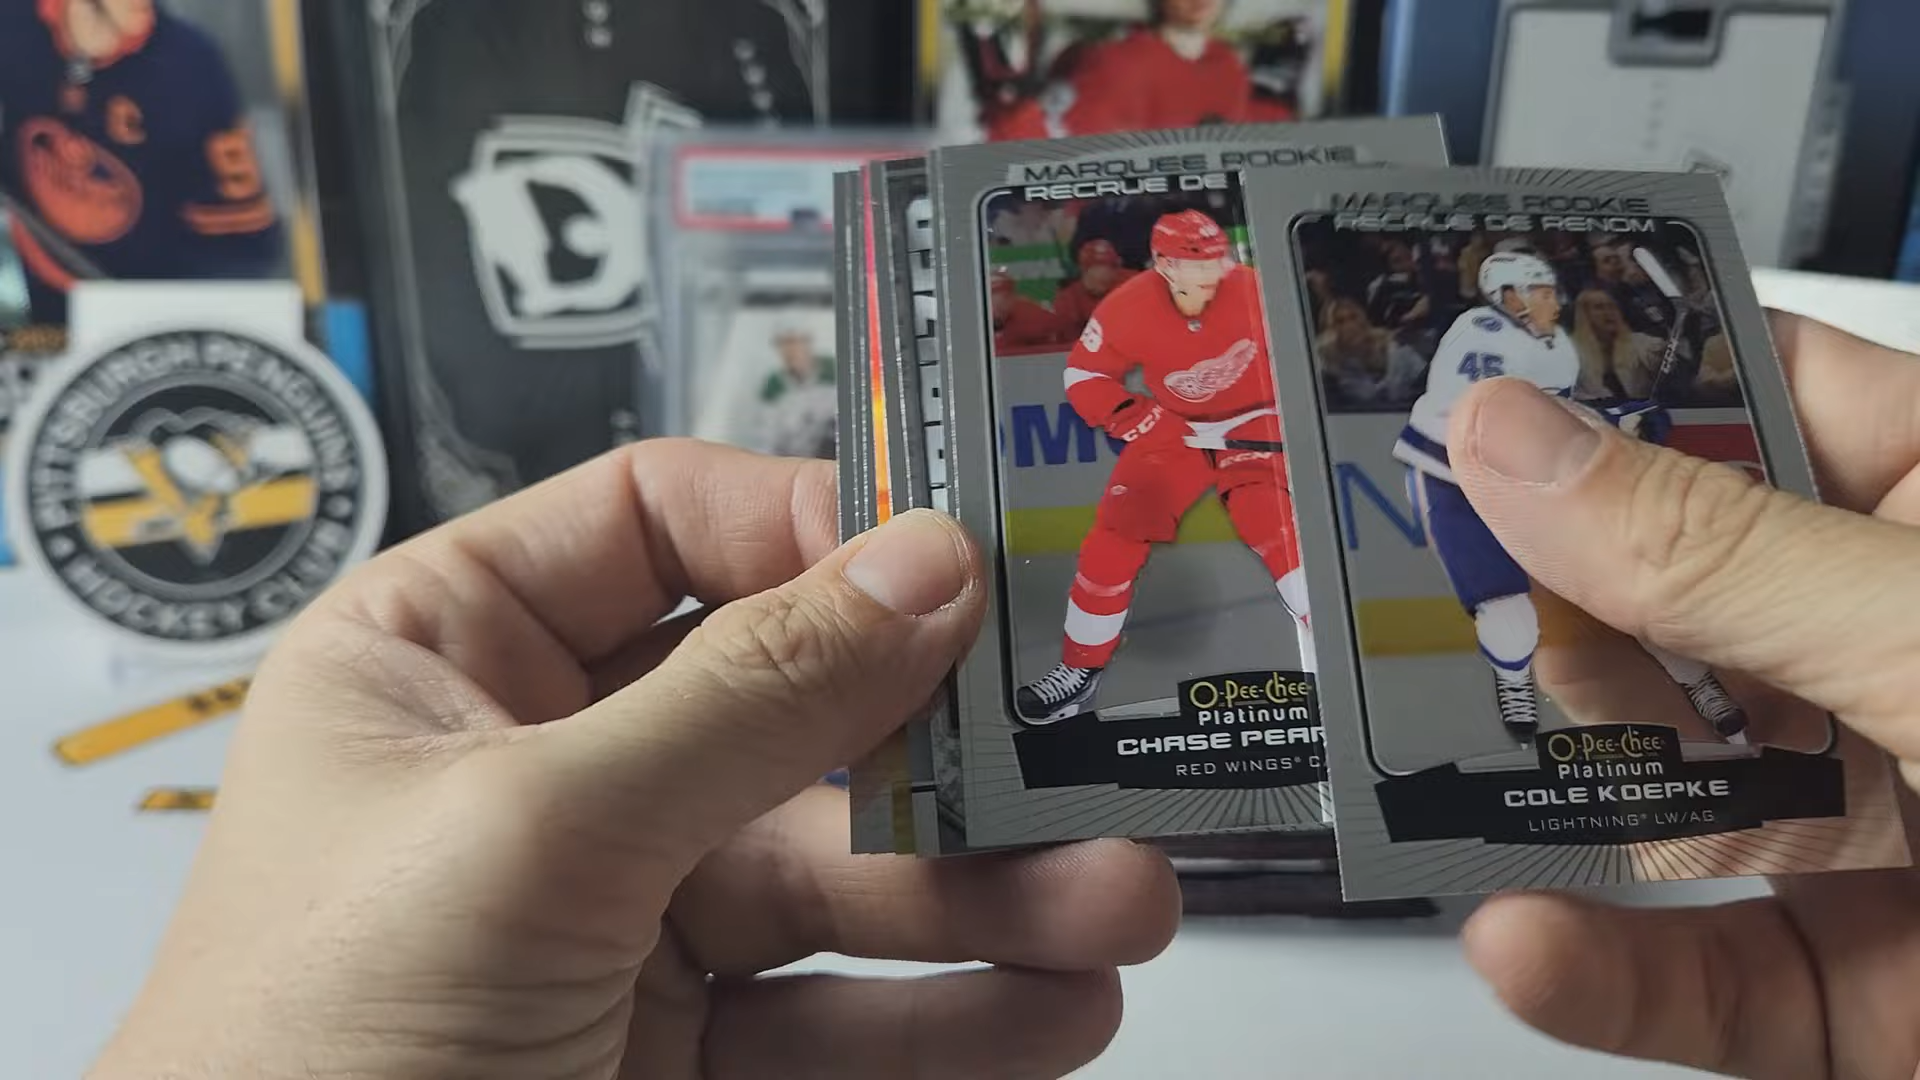 MARQUEE ROOKIE
RECRUE DE
O-Pee-Chee
Platinum
CHASE PEAR
RED WINGS® C
MARQUEE ROOKIE
RECRUE DE RENOM
45
O-Pee-Chee
Platinum
COLE KOEPKE
LIGHTNING® LW/AG
CCM
CCM
PITTSBURGH PENGUINS
HOCKEY CLUB
C